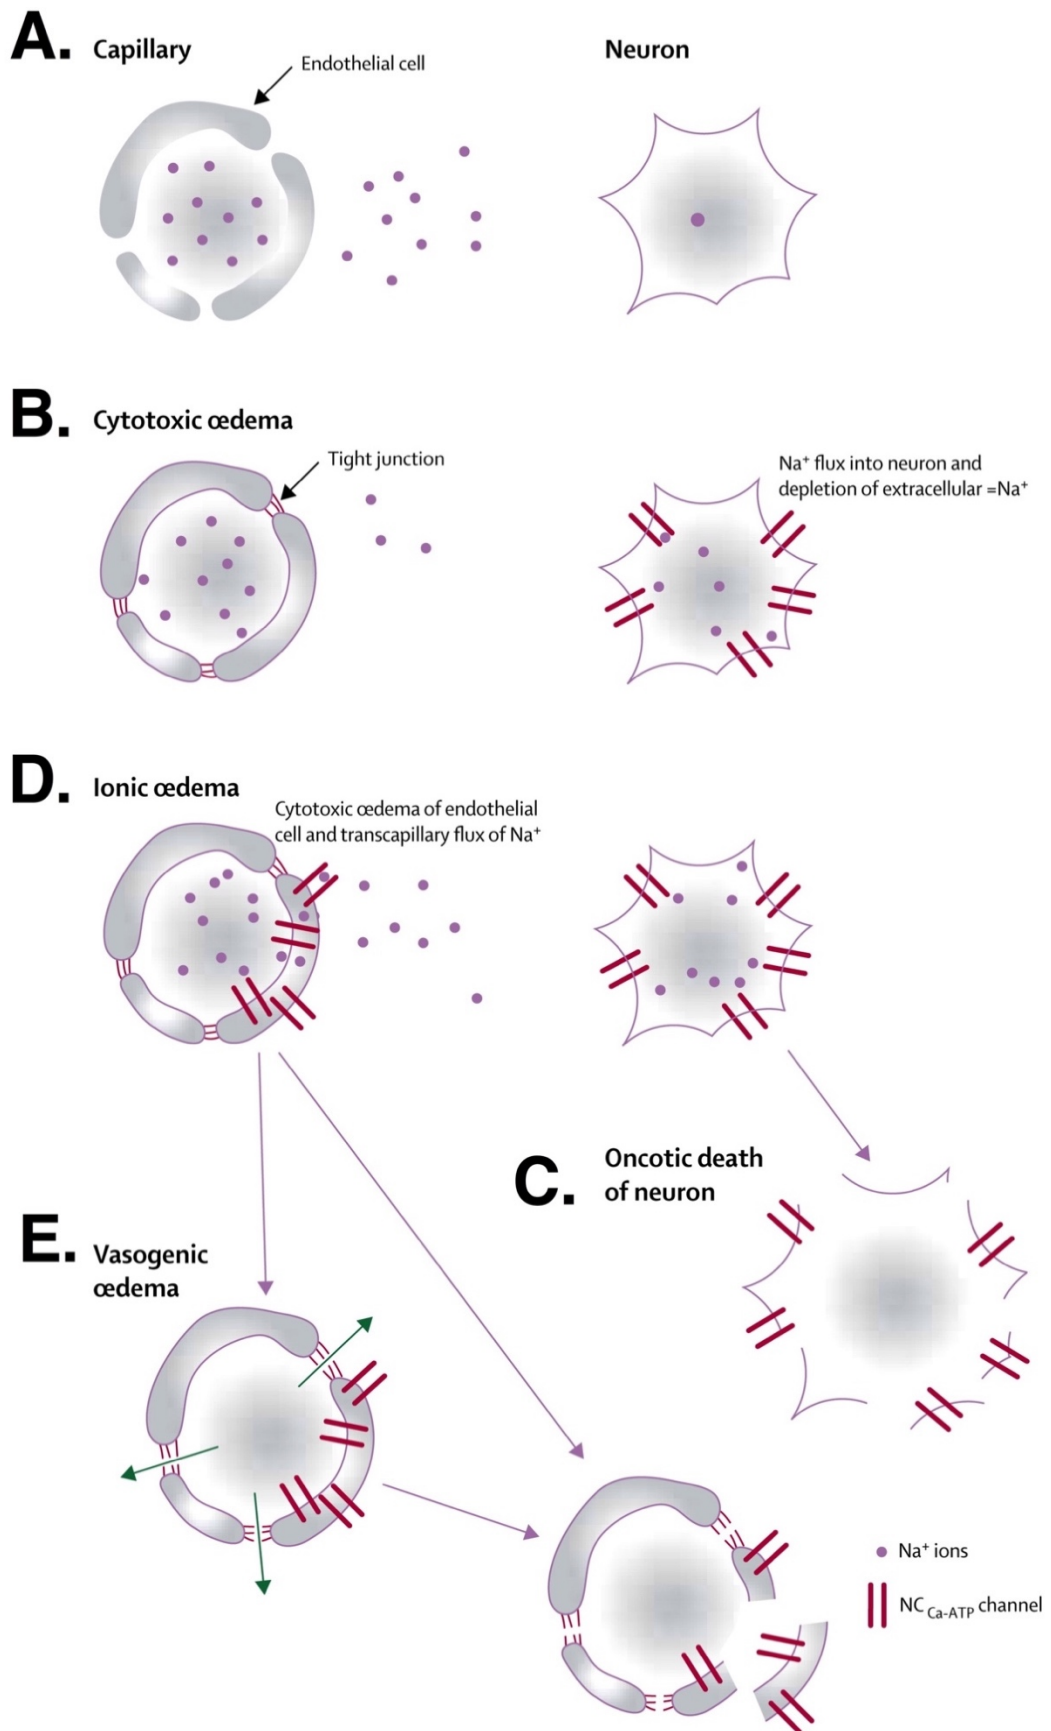 A.
Capillary
Neuron
Endothelial cell
B.
Cytotoxic œdema
Tight junction
Na⁺ flux into neuron and
depletion of extracellular =Na⁺
D.
Ionic œdema
Cytotoxic œdema of endothelial
cell and transcapillary flux of Na⁺
C.
Oncotic death
of neuron
E.
Vasogenic
œdema
Na⁺ ions
NC Ca-ATP channel